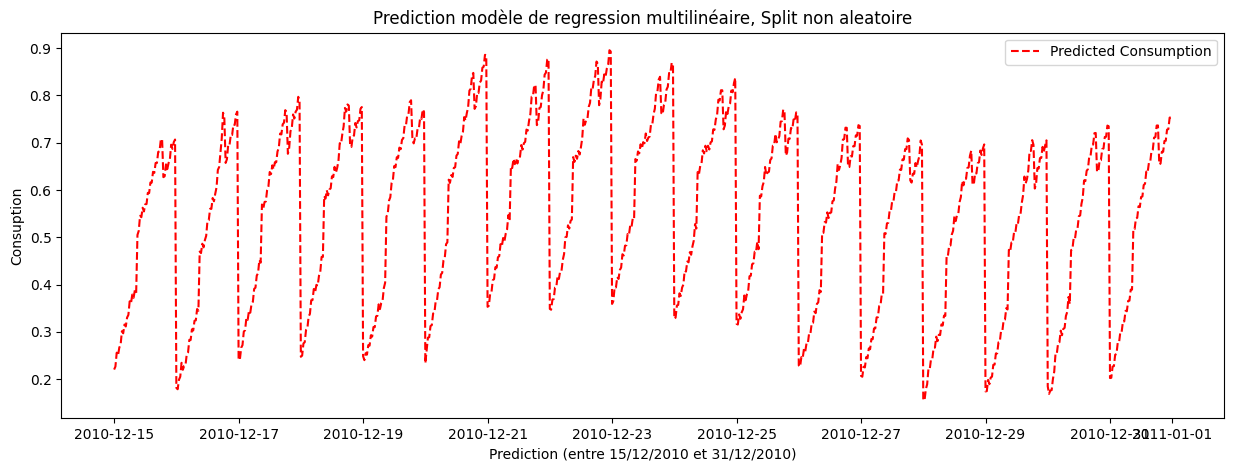 Prediction modèle de regression multilinéaire, Split non aleatoire
Predicted Consumption
Consuption
0.9
0.8
0.7
0.6
0.5
0.4
0.3
0.2
2010-12-15 2010-12-17 2010-12-19 2010-12-21 2010-12-23 2010-12-25 2010-12-27 2010-12-29 2010-12-31 2011-01-01
Prediction (entre 15/12/2010 et 31/12/2010)